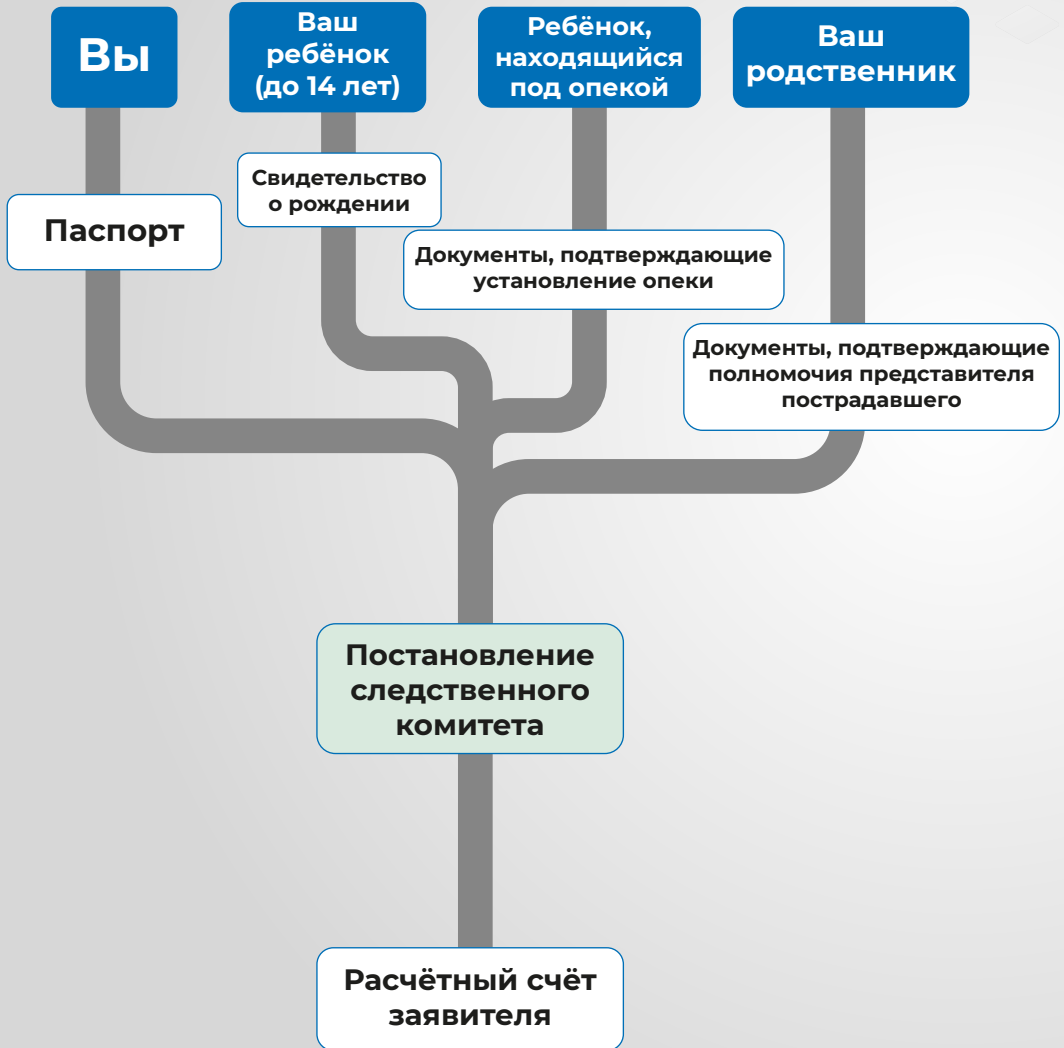 Вы
Ваш
ребёнок
(до 14 лет)
Ребёнок,
находящийся
под опекой
Ваш
родственник
Паспорт
Свидетельство
о рождении
Документы, подтверждающие
установление опеки
Документы, подтверждающие
полномочия представителя
пострадавшего
Постановление
следственного
комитета
Расчётный счёт
заявителя